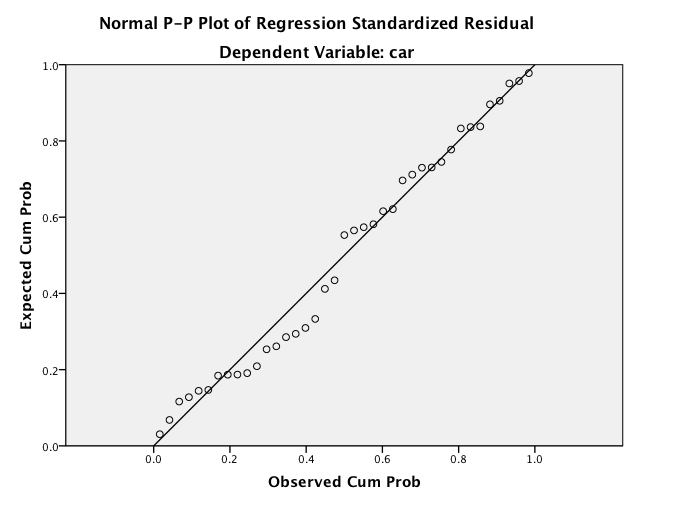 Normal P-P Plot of Regression Standardized Residual
Dependent Variable: car
1.0
0.8
0.6
0.4
0.2
0.0
Expected Cum Prob
0.0 0.2 0.4 0.6 0.8 1.0
Observed Cum Prob